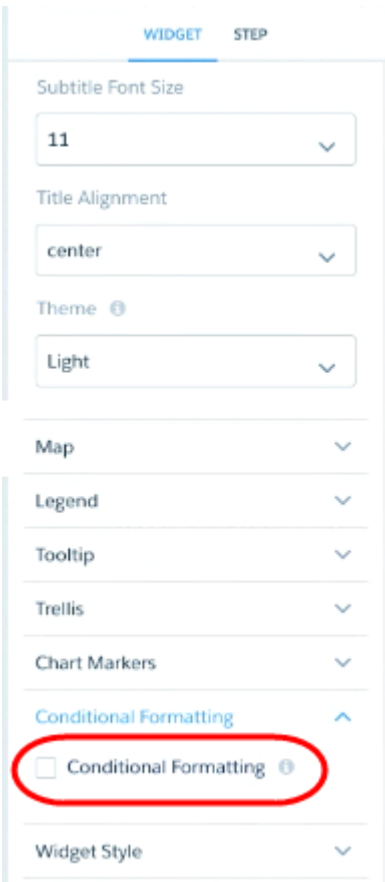 WIDGET STEP
Subtitle Font Size
11
Title Alignment
center
Theme
Light
Map
Legend
Tooltip
Trellis
Chart Markers
Conditional Formatting
Conditional Formatting
Widget Style